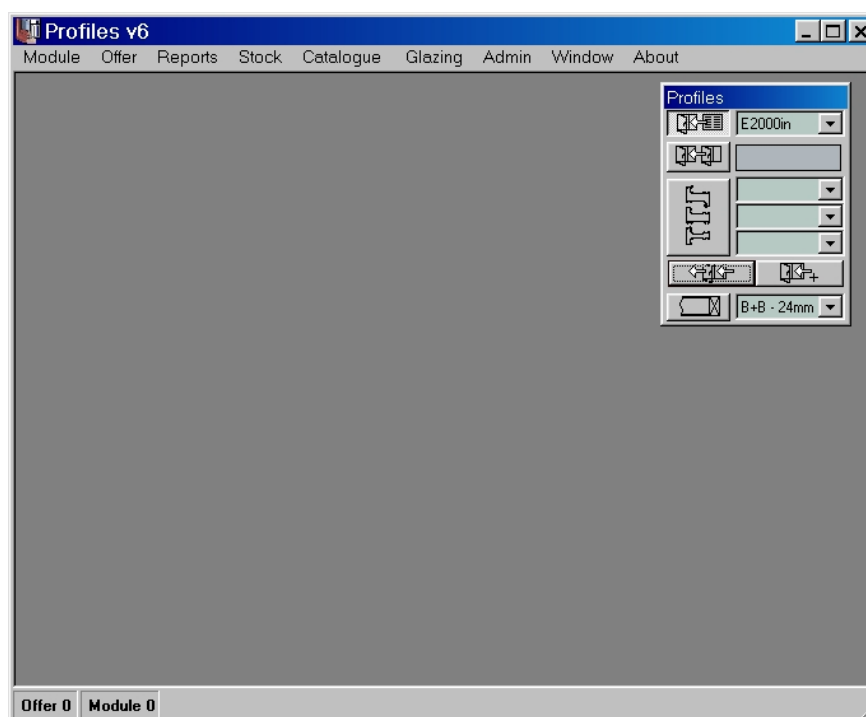 Profiles v6
Module Offer Reports Stock Catalogue Glazing Admin Window About
Profiles
E2000in
B+B - 24mm
Offer 0 Module 0